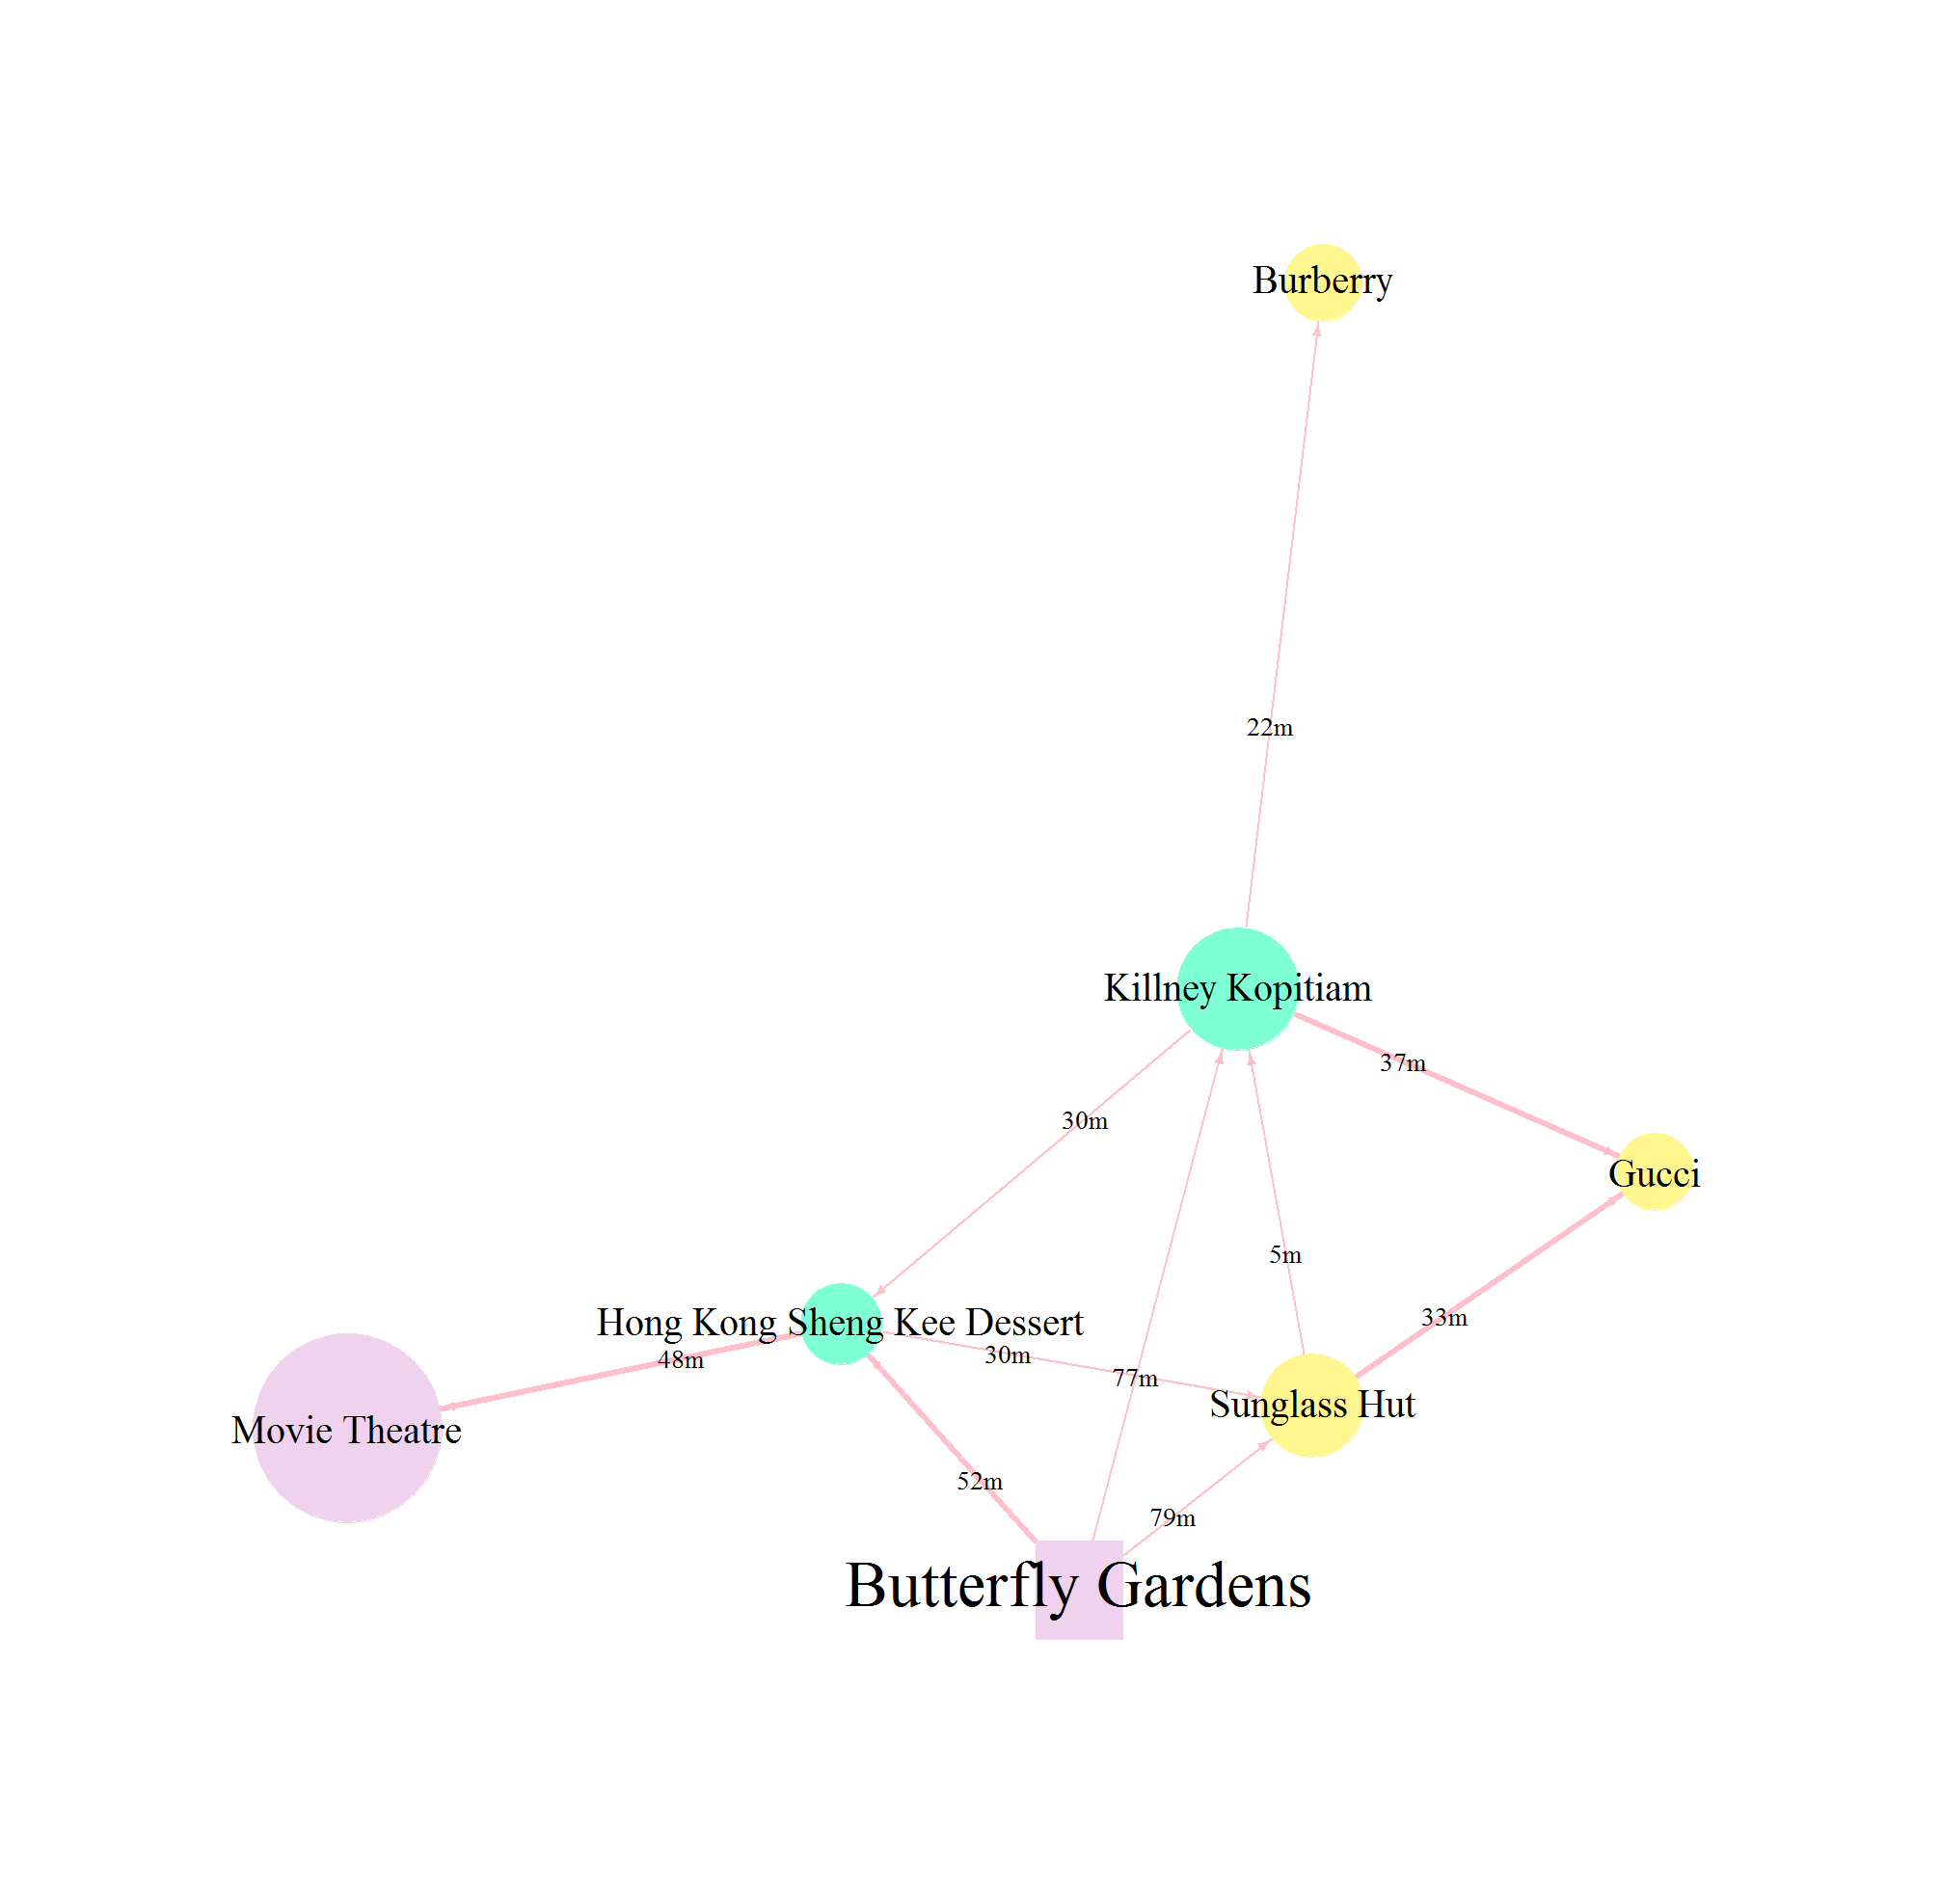 Burberry
22m
Killney Kopitiam
37m
30m
Gucci
5m
33m
Hong Kong Sheng Kee Dessert
30m
48m
77m
Sunglass Hut
Movie Theatre
52m
79m
Butterfly Gardens